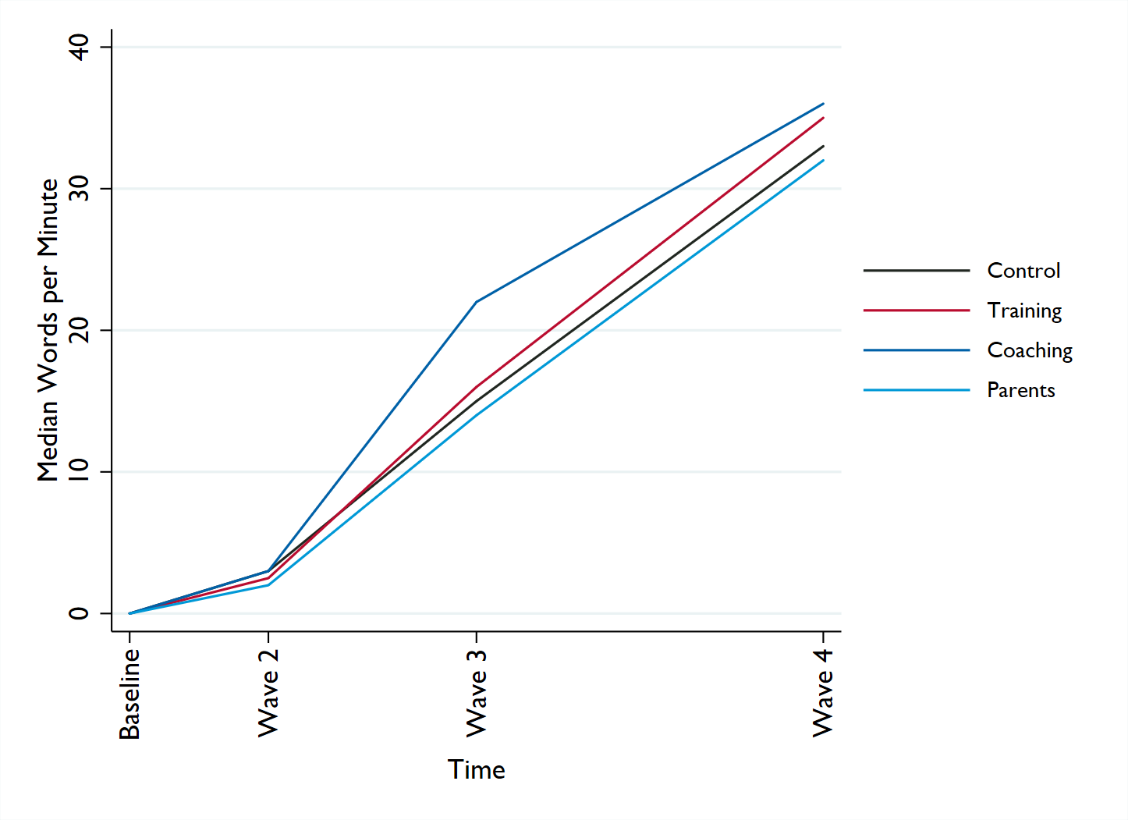 40
30
20
10
0
Median Words per Minute
Baseline
Wave 2
Wave 3
Wave 4
Time
Control
Training
Coaching
Parents